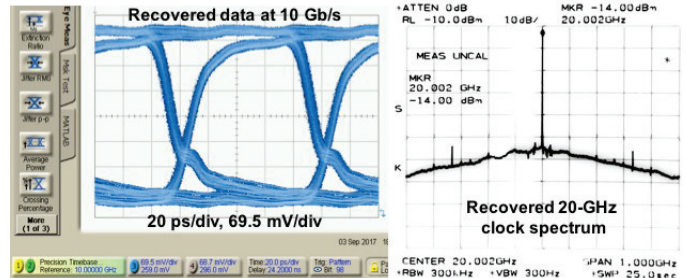 Eye Meas
Extinction
Ratio
Jitter RMS
Jitter p-p
Average
Power
Crossing
Percentage
More
(1 of 3)
Msk Test
MATLAB
Recovered data at 10 Gb/s
20 ps/div, 69.5 mV/div
03 Sep 2017
Precision Timebase
Reference: 10.00000 GHz
69.5 mV/div
259.0 mV
68.7 mV/div
296.0 mV
Time:20.0 ps/div
Delay:24.2000 ns
Trig: Pattern
Bit: 98
*ATTEN 0dB
RL -10.0dBm
10dB/
MKR -14.00dBm
20.002GHz
MEAS UNCAL
MKR
20.002 GHz
-14.00 dBm
S
K
Recovered 20-GHz
clock spectrum
CENTER 20.002GHz
SPAN 1.000GHz
*RBW 300kHz
*VBW 300Hz
*SWP 25.0sec